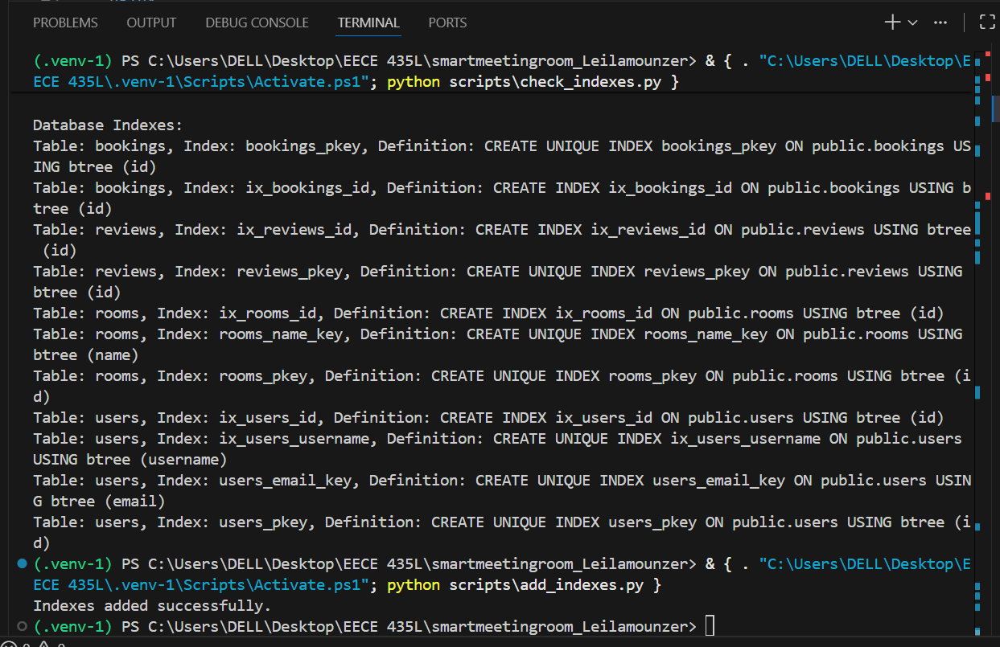 PROBLEMS OUTPUT DEBUG CONSOLE TERMINAL PORTS
(.venv-1) PS C:\Users\DELL\Desktop\EECE 435L\smartmeetingroom_Leilamounzer> & { . "C:\Users\DELL\Desktop\E
ECE 435L\.venv-1\Scripts\Activate.ps1"; python scripts\check_indexes.py }
Database Indexes:
Table: bookings, Index: bookings_pkey, Definition: CREATE UNIQUE INDEX bookings_pkey ON public.bookings US
ING btree (id)
Table: bookings, Index: ix_bookings_id, Definition: CREATE INDEX ix_bookings_id ON public.bookings USING b
tree (id)
Table: reviews, Index: ix_reviews_id, Definition: CREATE INDEX ix_reviews_id ON public.reviews USING btree
(id)
Table: reviews, Index: reviews_pkey, Definition: CREATE UNIQUE INDEX reviews_pkey ON public.reviews USING
btree (id)
Table: rooms, Index: ix_rooms_id, Definition: CREATE INDEX ix_rooms_id ON public.rooms USING btree (id)
Table: rooms, Index: rooms_name_key, Definition: CREATE UNIQUE INDEX rooms_name_key ON public.rooms USING
btree (name)
Table: rooms, Index: rooms_pkey, Definition: CREATE UNIQUE INDEX rooms_pkey ON public.rooms USING btree (i
d)
Table: users, Index: ix_users_id, Definition: CREATE INDEX ix_users_id ON public.users USING btree (id)
Table: users, Index: ix_users_username, Definition: CREATE UNIQUE INDEX ix_users_username ON public.users
USING btree (username)
Table: users, Index: users_email_key, Definition: CREATE UNIQUE INDEX users_email_key ON public.users USIN
G btree (email)
Table: users, Index: users_pkey, Definition: CREATE UNIQUE INDEX users_pkey ON public.users USING btree (i
d)
(.venv-1) PS C:\Users\DELL\Desktop\EECE 435L\smartmeetingroom_Leilamounzer> & { . "C:\Users\DELL\Desktop\E
ECE 435L\.venv-1\Scripts\Activate.ps1"; python scripts\add_indexes.py }
Indexes added successfully.
(.venv-1) PS C:\Users\DELL\Desktop\EECE 435L\smartmeetingroom_Leilamounzer>